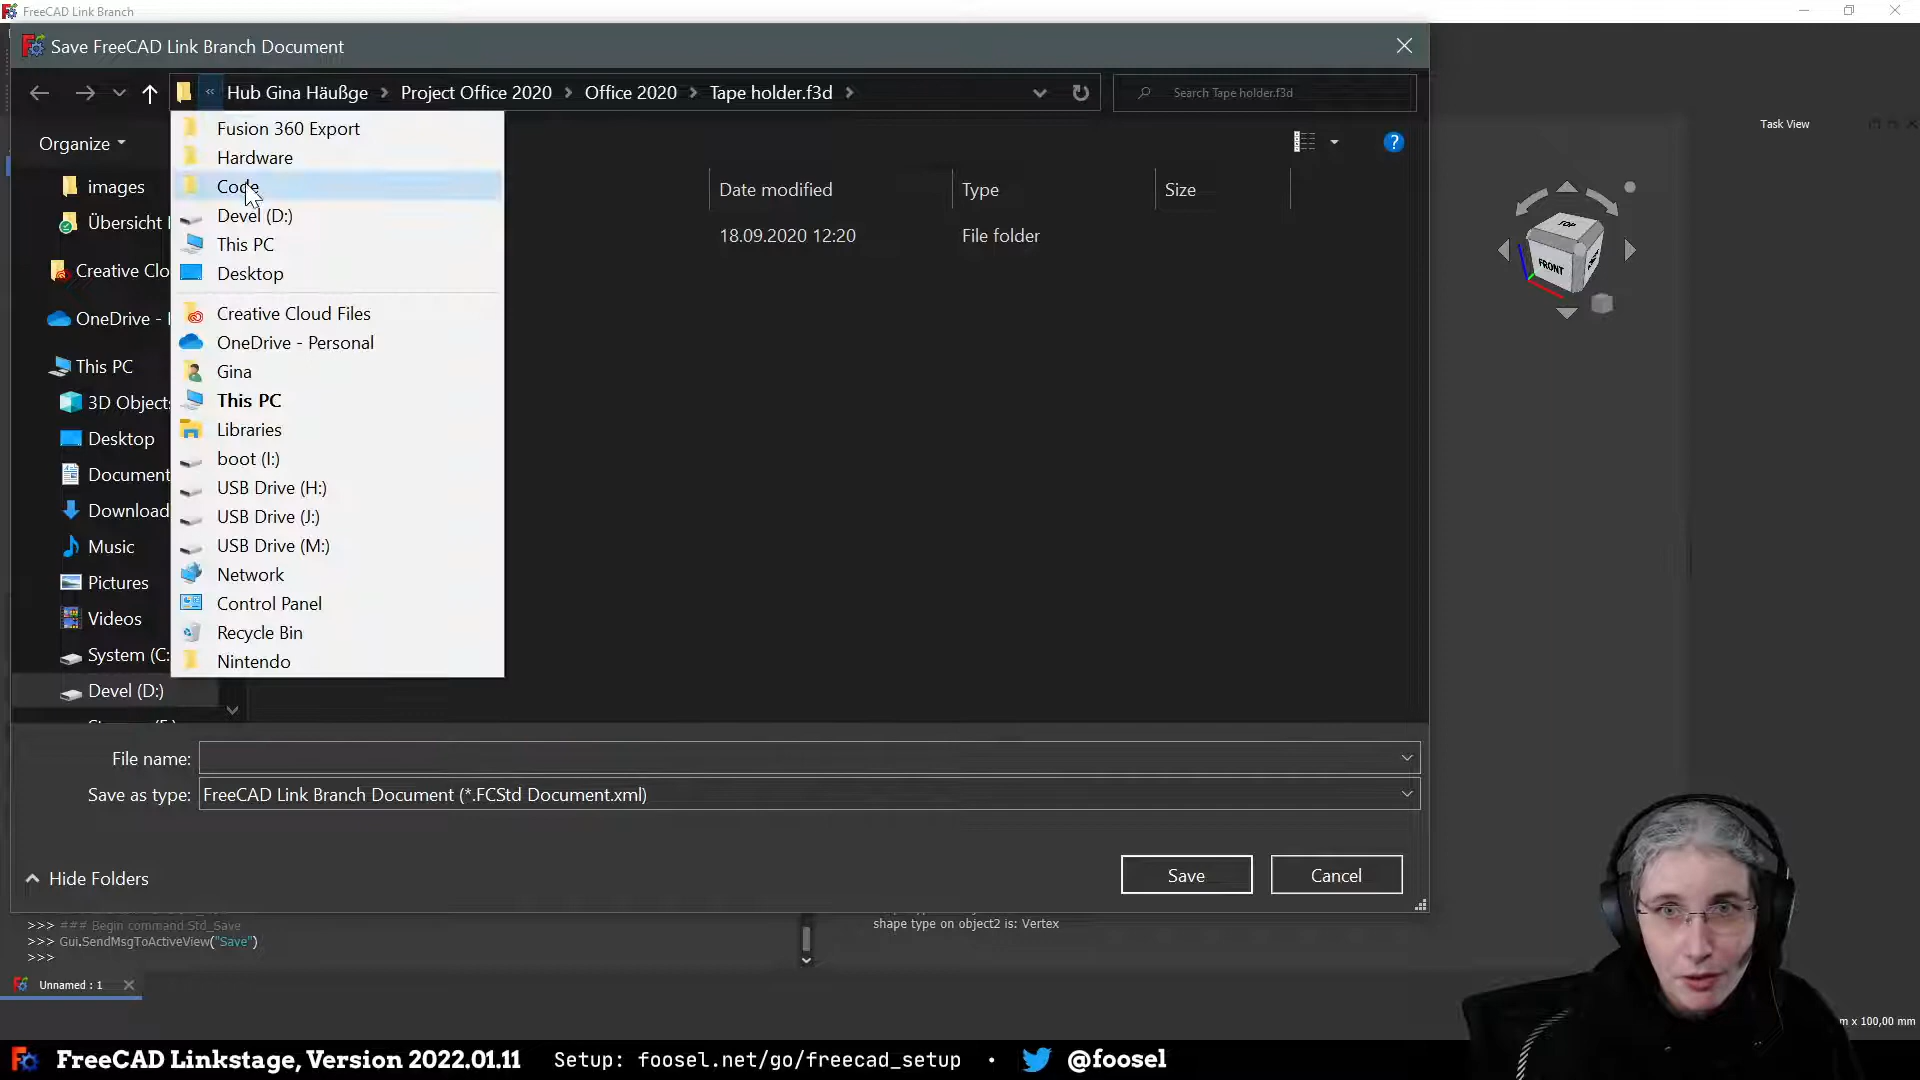 FreeCAD Link Branch
Save FreeCAD Link Branch Document
Hub Gina Häußge
Project Office 2020
Office 2020
Tape holder.f3d
Search Tape holder.f3d
Task View
Fusion 360 Export
Organize
Hardware
images
Code
Date modified
Type
Size
Übersicht
Devel (D:)
18.09.2020 12:20
File folder
TOP
FRONT
This PC
Creative Clo
Desktop
OneDrive -
Creative Cloud Files
OneDrive - Personal
This PC
Gina
3D Object
This PC
Desktop
Libraries
Document
boot (I:)
USB Drive (H:)
Download
USB Drive (J:)
Music
USB Drive (M:)
Pictures
Network
Videos
Control Panel
System (C:
Recycle Bin
Devel (D:)
Nintendo
File name:
Save as type: FreeCAD Link Branch Document (*.FCStd Document.xml)
Hide Folders
Save
Cancel
>>> ### Begin command Std_Save
>>> Gui.SendMsgToActiveView("Save")
>>>
shape type on object2 is: Vertex
Unnamed : 1
m x 100,00 mm
FreeCAD Linkstage, Version 2022.01.11 Setup: foosel.net/go/freecad_setup • @foosel